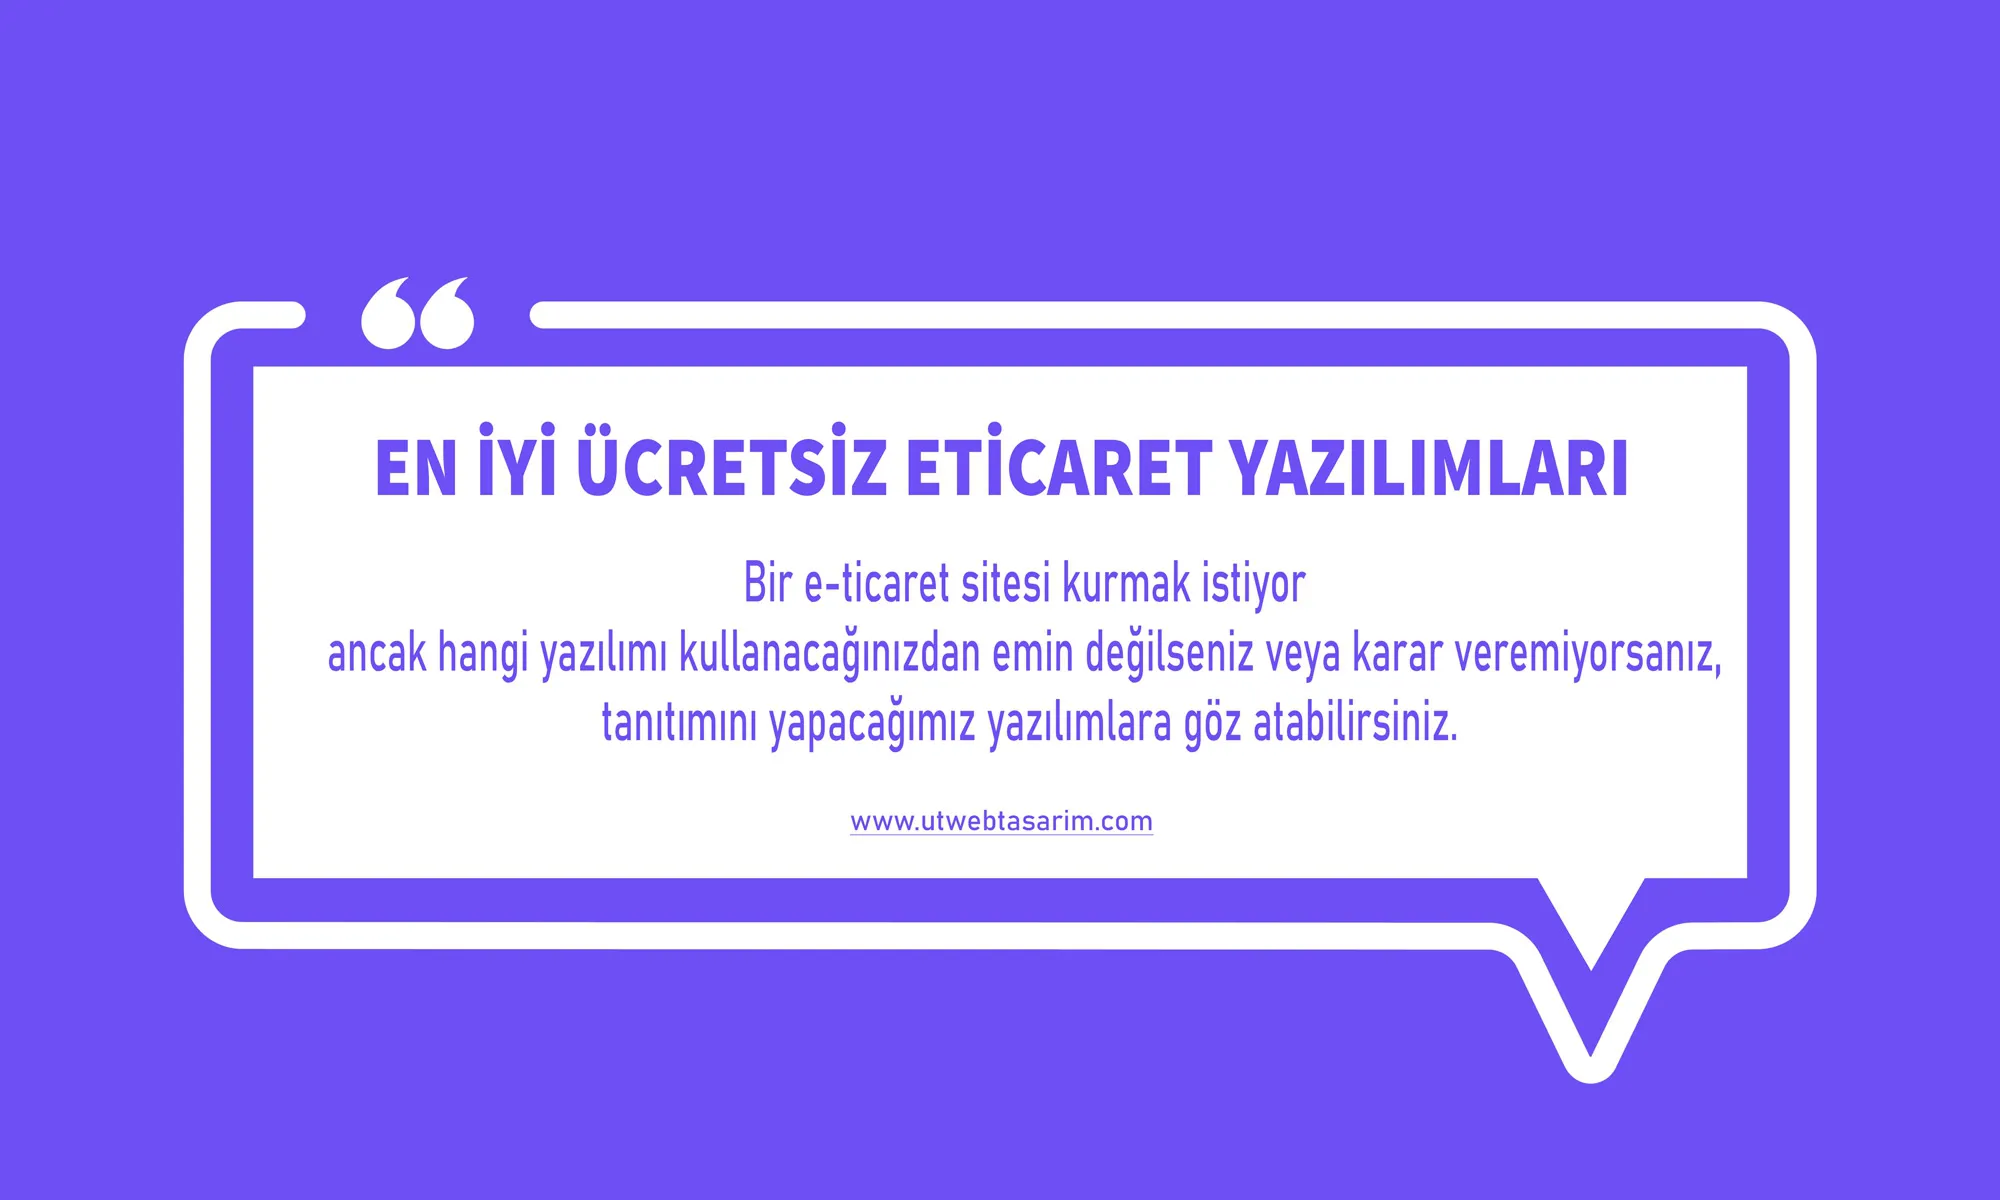 EN İYİ ÜCRETSİZ ETİCARET YAZILIMLARI
Bir e-ticaret sitesi kurmak istiyor
ancak hangi yazılımı kullanacağınızdan emin değilseniz veya karar veremiyorsanız,
tanıtımını yapacağımız yazılımlara göz atabilirsiniz.
www.utwebtasarim.com